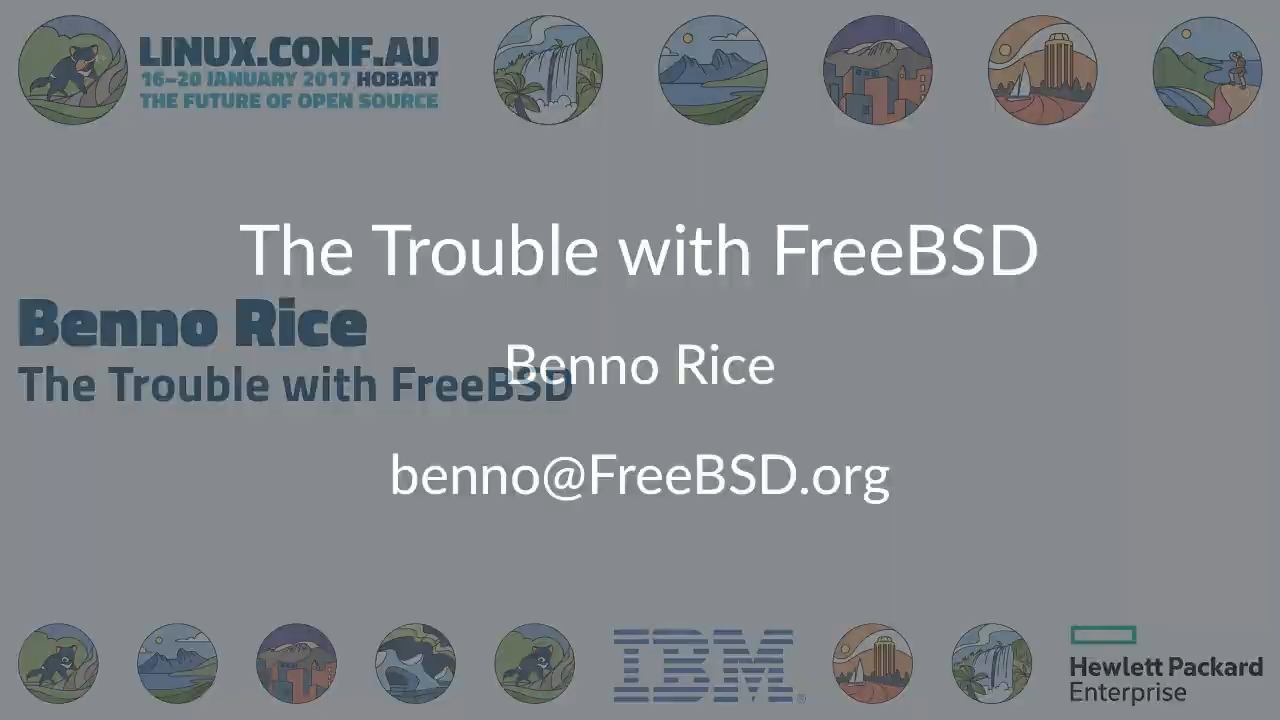 LINUX.CONF.AU
16–20 JANUARY 2017 HOBART
THE FUTURE OF OPEN SOURCE
The Trouble with FreeBSD
Benno Rice
The Trouble with FreeBSD
Benno Rice
benno@FreeBSD.org
IBM®
Hewlett Packard
Enterprise